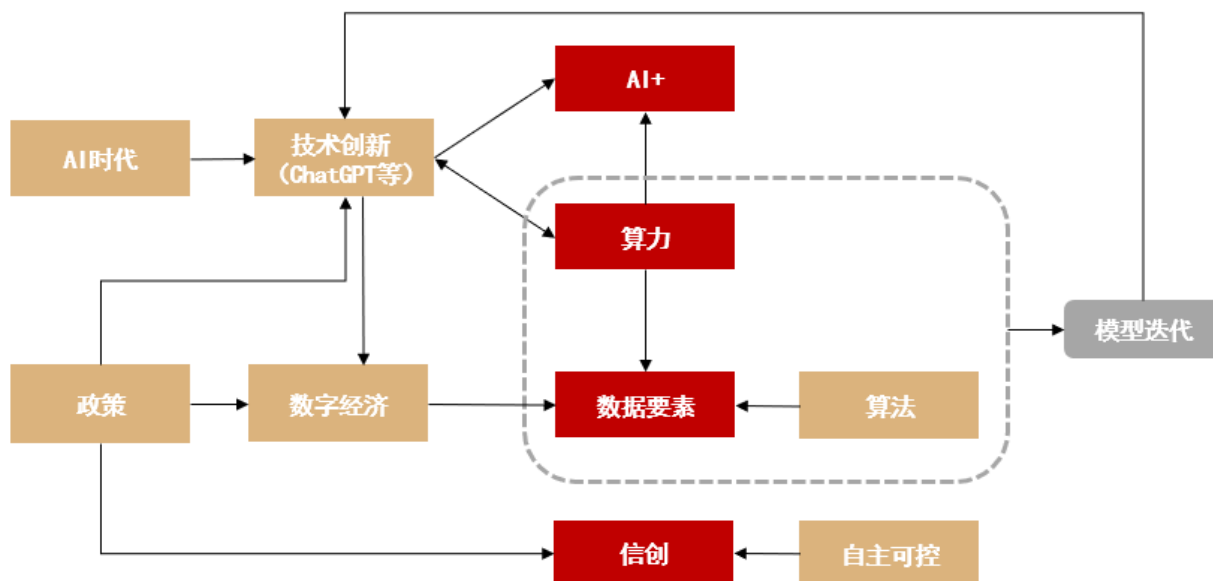 AI+
AI时代
技术创新
（ChatGPT等）
算力
模型迭代
政策
数字经济
数据要素
算法
信创
自主可控